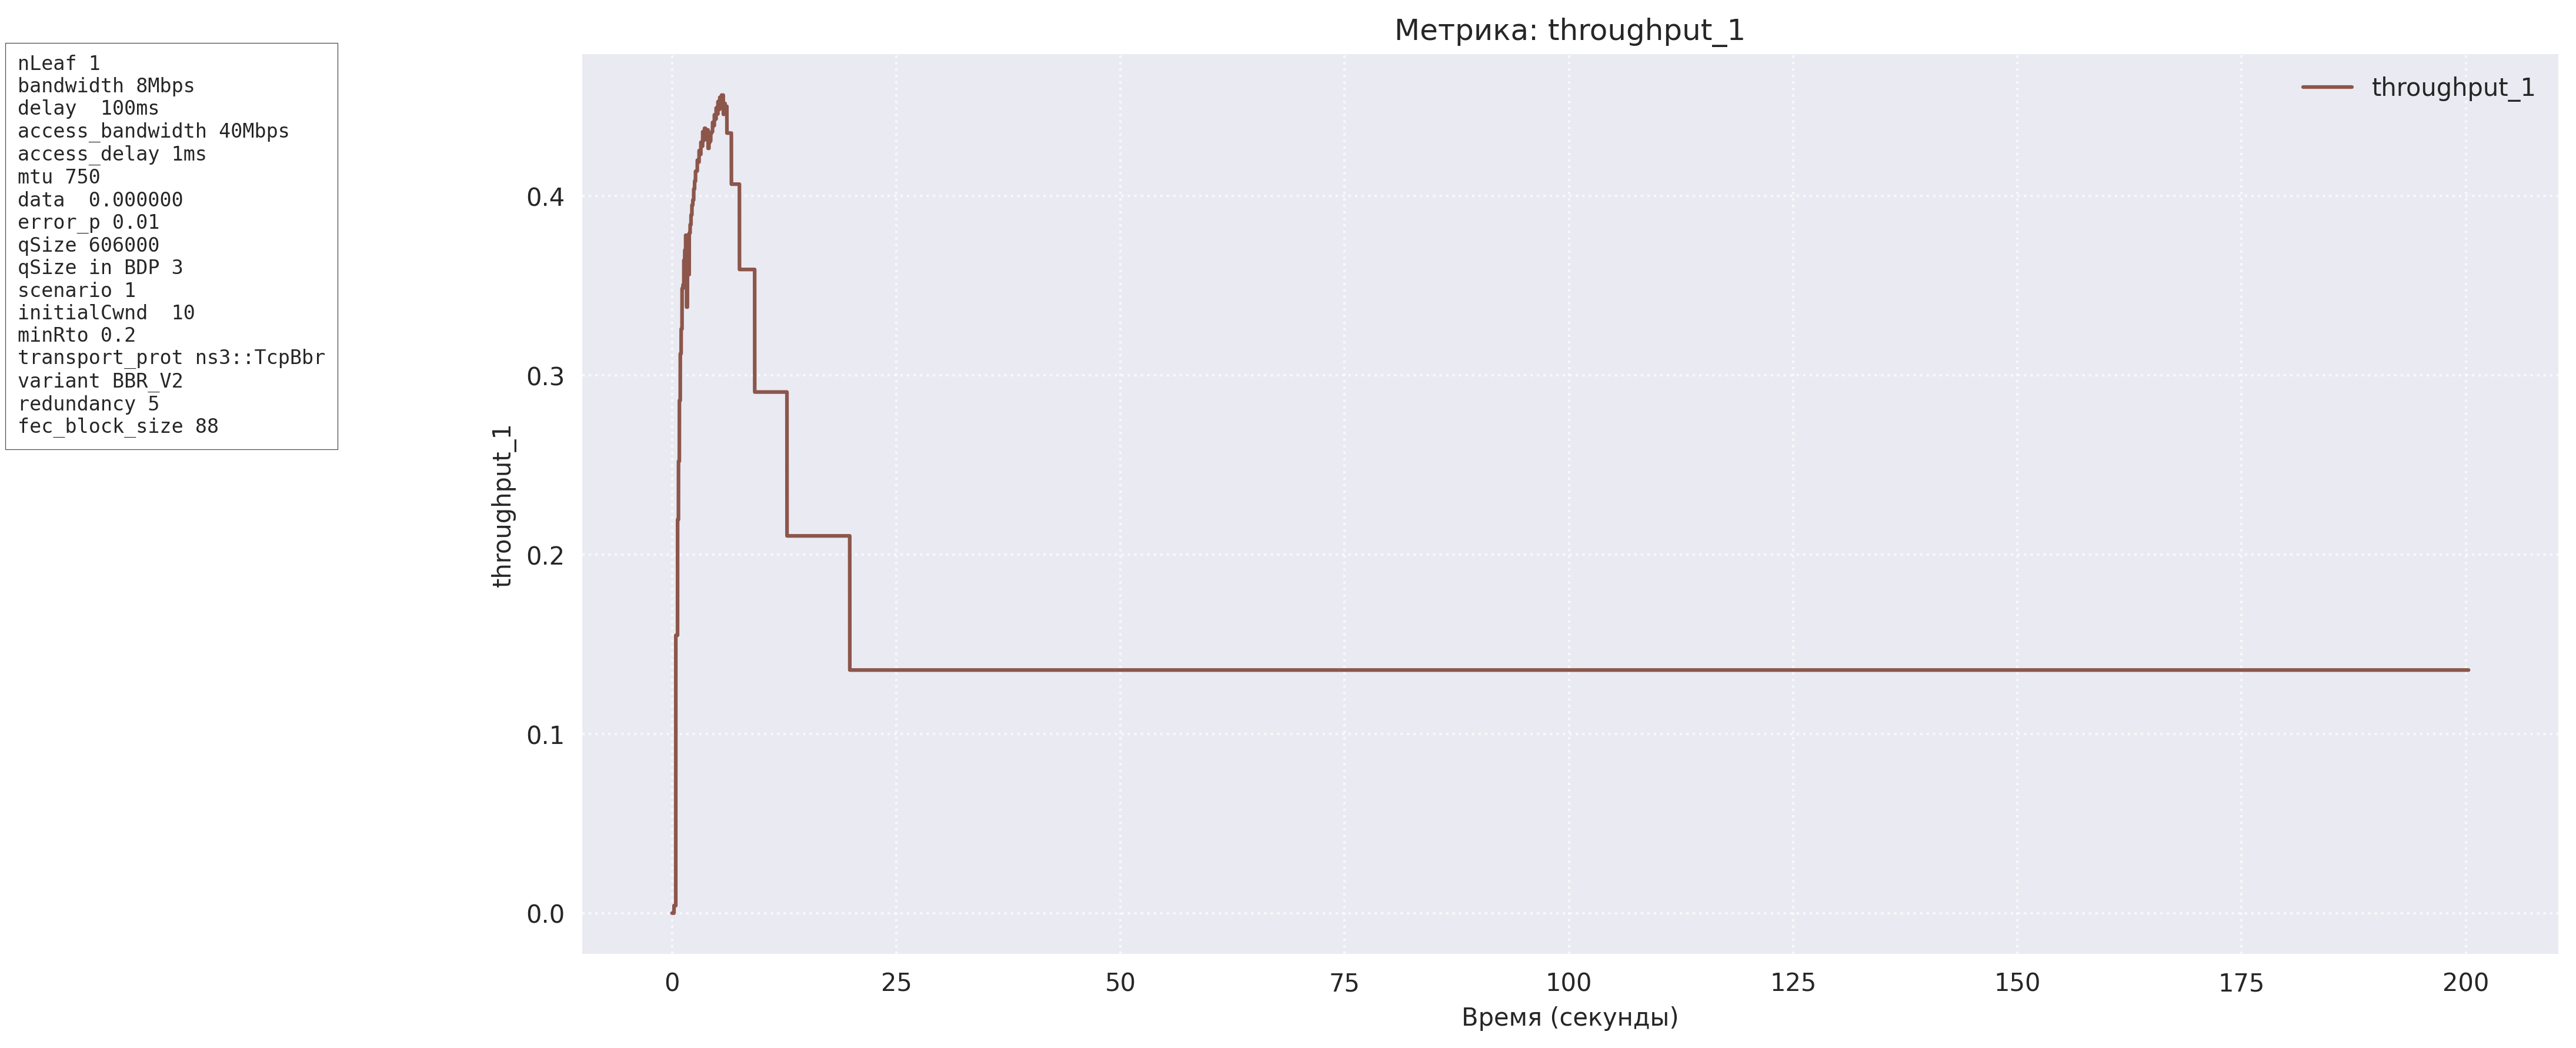 nLeaf 1
bandwidth 8Mbps
delay  100ms
access_bandwidth 40Mbps
access_delay 1ms
mtu 750
data  0.000000
error_p 0.01
qSize 606000
qSize in BDP 3
scenario 1
initialCwnd  10
minRto 0.2
transport_prot ns3::TcpBbr
variant BBR_V2
redundancy 5
fec_block_size 88
Метрика: throughput_1
throughput_1
throughput_1
0.4
0.3
0.2
0.1
0.0
0 25 50 75 100 125 150 175 200
Время (секунды)